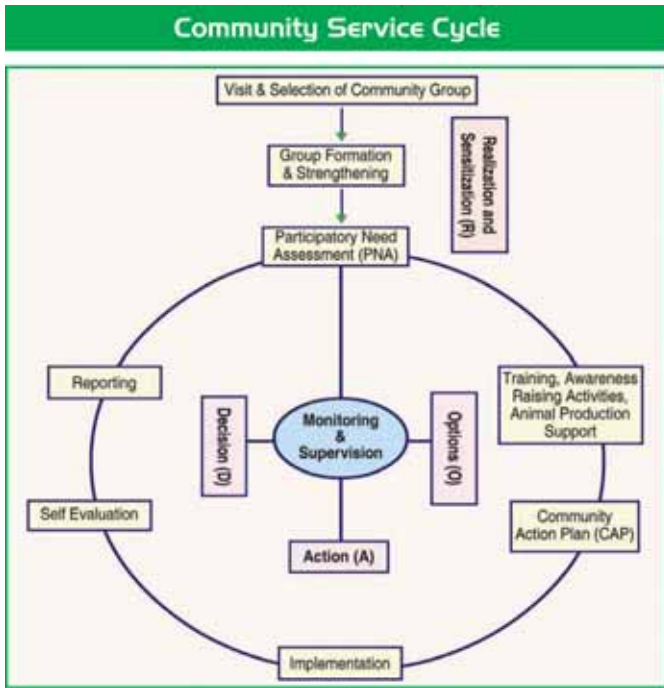 Community Service Cycle
Visit & Selection of Community Group
Group Formation
& Strengthening
Realization and
Sensitization (R)
Participatory Need
Assessment (PNA)
Reporting
Training, Awareness
Raising Activities,
Animal Production
Support
Decision (D)
Monitoring
&
Supervision
Options (O)
Self Evaluation
Community
Action Plan (CAP)
Action (A)
Implementation